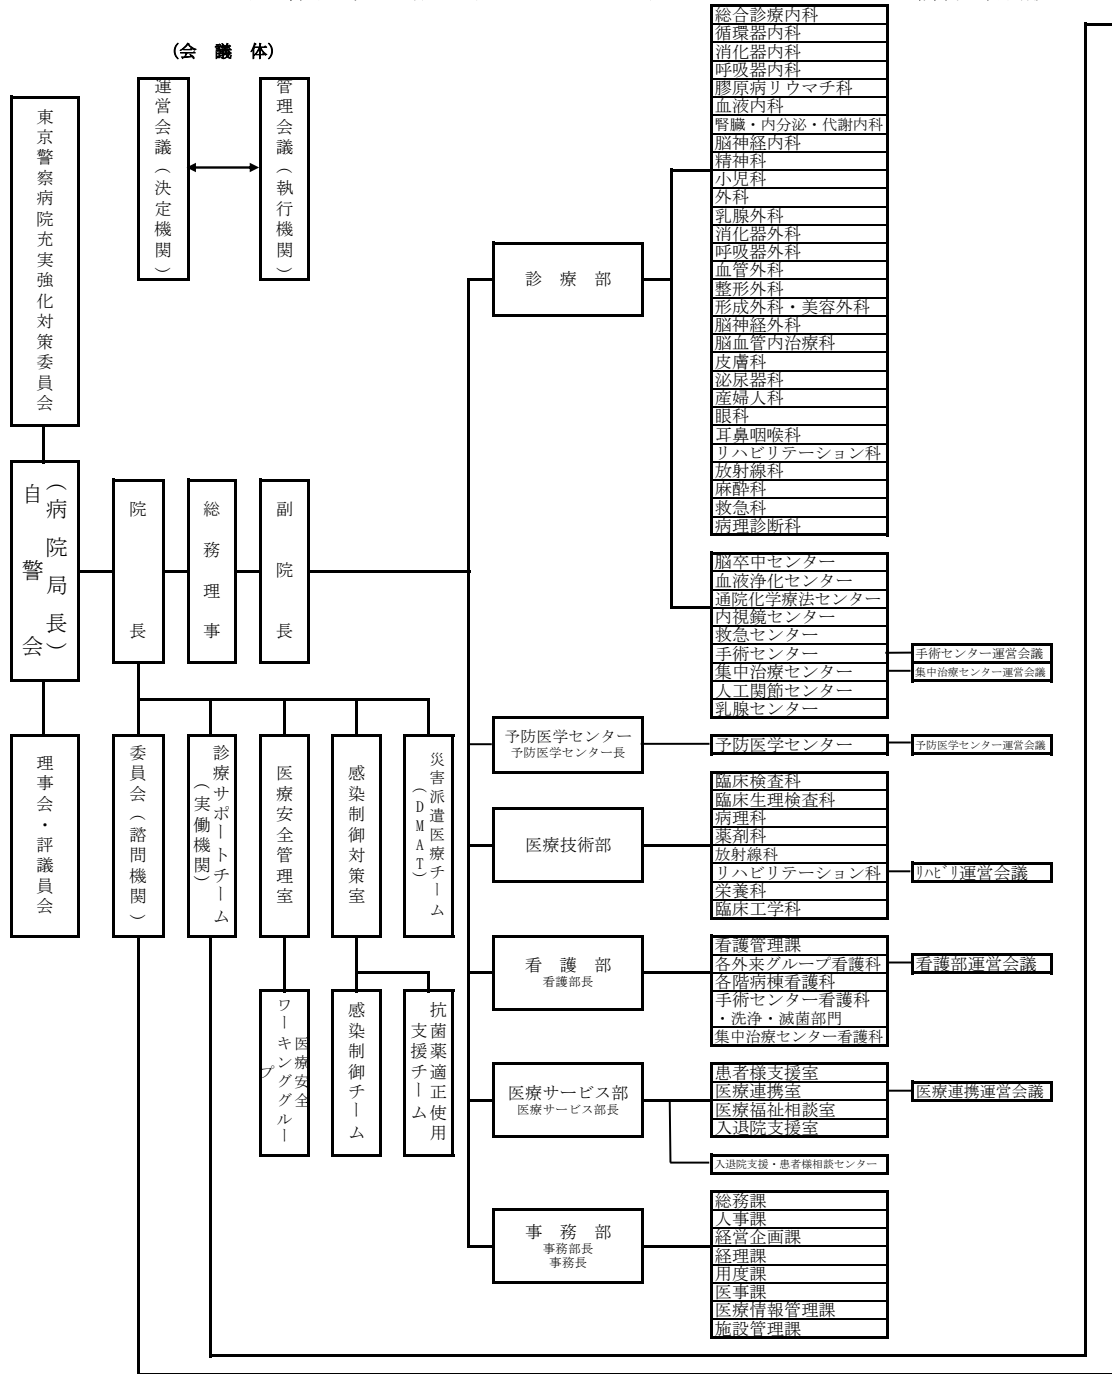 (会　議　体)
運営会議（決定機関）
管理会議（執行機関）
東京警察病院充実強化対策委員会
自警会
（病院局長）
院長
総務理事
副院長
理事会・評議員会
委員会（諮問機関）
診療サポートチーム
（実働機関）
医療安全管理室
感染制御対策室
災害派遣医療チーム
（DMAT）
医療安全
ワーキンググルー
プ
感染制御チーム
抗菌薬適正使用
支援チーム
診　療　部
総合診療内科
循環器内科
消化器内科
呼吸器内科
膠原病リウマチ科
血液内科
腎臓・内分泌・代謝内科
脳神経内科
精神科
小児科
外科
乳腺外科
消化器外科
呼吸器外科
血管外科
整形外科
形成外科・美容外科
脳神経外科
脳血管内治療科
皮膚科
泌尿器科
産婦人科
眼科
耳鼻咽喉科
リハビリテーション科
放射線科
麻酔科
救急科
病理診断科
脳卒中センター
血液浄化センター
通院化学療法センター
内視鏡センター
救急センター
手術センター
手術センター運営会議
集中治療センター
集中治療センター運営会議
人工関節センター
乳腺センター
予防医学センター
予防医学センター長
予防医学センター
予防医学センター運営会議
医療技術部
臨床検査科
臨床生理検査科
病理科
薬剤科
放射線科
リハビリテーション科
ﾘﾊﾋﾞﾘ運営会議
栄養科
臨床工学科
看　護　部
看護部長
看護管理課
各外来グループ看護科
看護部運営会議
各階病棟看護科
手術センター看護科
・洗浄・滅菌部門
集中治療センター看護科
医療サービス部
医療サービス部長
患者様支援室
医療連携室
医療連携運営会議
医療福祉相談室
入退院支援室
入退院支援・患者様相談センター
事　務　部
事務部長
事務長
総務課
人事課
経営企画課
経理課
用度課
医事課
医療情報管理課
施設管理課